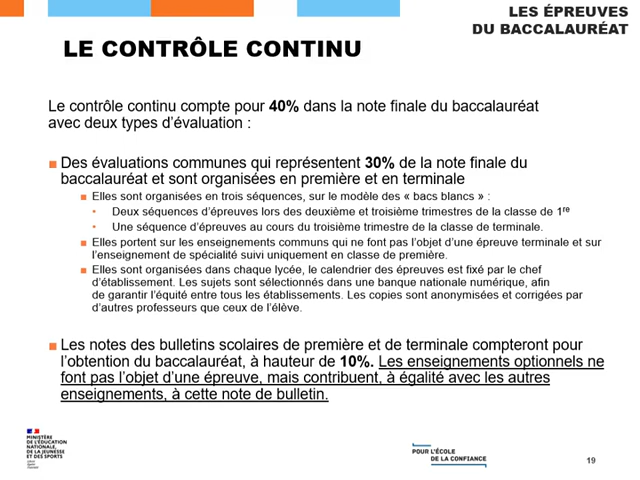 LES ÉPREUVES
DU BACCALAURÉAT
LE CONTRÔLE CONTINU
Le contrôle continu compte pour 40% dans la note finale du baccalauréat
avec deux types d'évaluation :
■ Des évaluations communes qui représentent 30% de la note finale du
baccalauréat et sont organisées en première et en terminale
■ Elles sont organisées en trois séquences, sur le modèle des « bacs blancs » :
• Deux séquences d'épreuves lors des deuxième et troisième trimestres de la classe de 1re
• Une séquence d'épreuves au cours du troisième trimestre de la classe de terminale.
■ Elles portent sur les enseignements communs qui ne font pas l'objet d'une épreuve terminale et sur
l'enseignement de spécialité suivi uniquement en classe de première.
■ Elles sont organisées dans chaque lycée, le calendrier des épreuves est fixé par le chef
d'établissement. Les sujets sont sélectionnés dans une banque nationale numérique, afin
de garantir l'équité entre tous les établissements. Les copies sont anonymisées et corrigées par
d'autres professeurs que ceux de l'élève.
■ Les notes des bulletins scolaires de première et de terminale compteront pour
l'obtention du baccalauréat, à hauteur de 10%. Les enseignements optionnels ne
font pas l'objet d'une épreuve, mais contribuent, à égalité avec les autres
enseignements, à cette note de bulletin.
MINISTÈRE
DE L'ÉDUCATION
NATIONALE,
DE LA JEUNESSE
ET DES SPORTS
POUR L'ÉCOLE
DE LA CONFIANCE
19